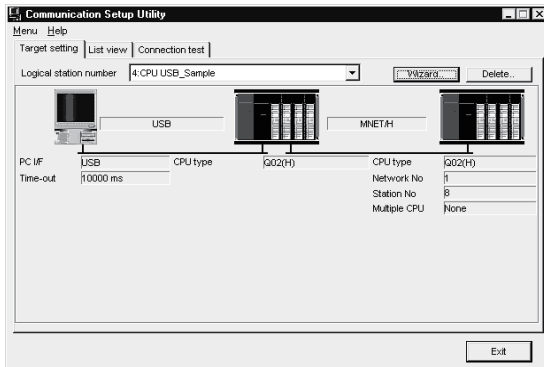 Communication Setup Utility
Menu Help
Target setting List view Connection test
Logical station number 4:CPU USB_Sample Wizard... Delete..
USB MNET/H
PC I/F USB CPU type Q02(H) CPU type Q02(H)
Time-out 10000 ms Network No 1
Station No 8
Multiple CPU None
Exit